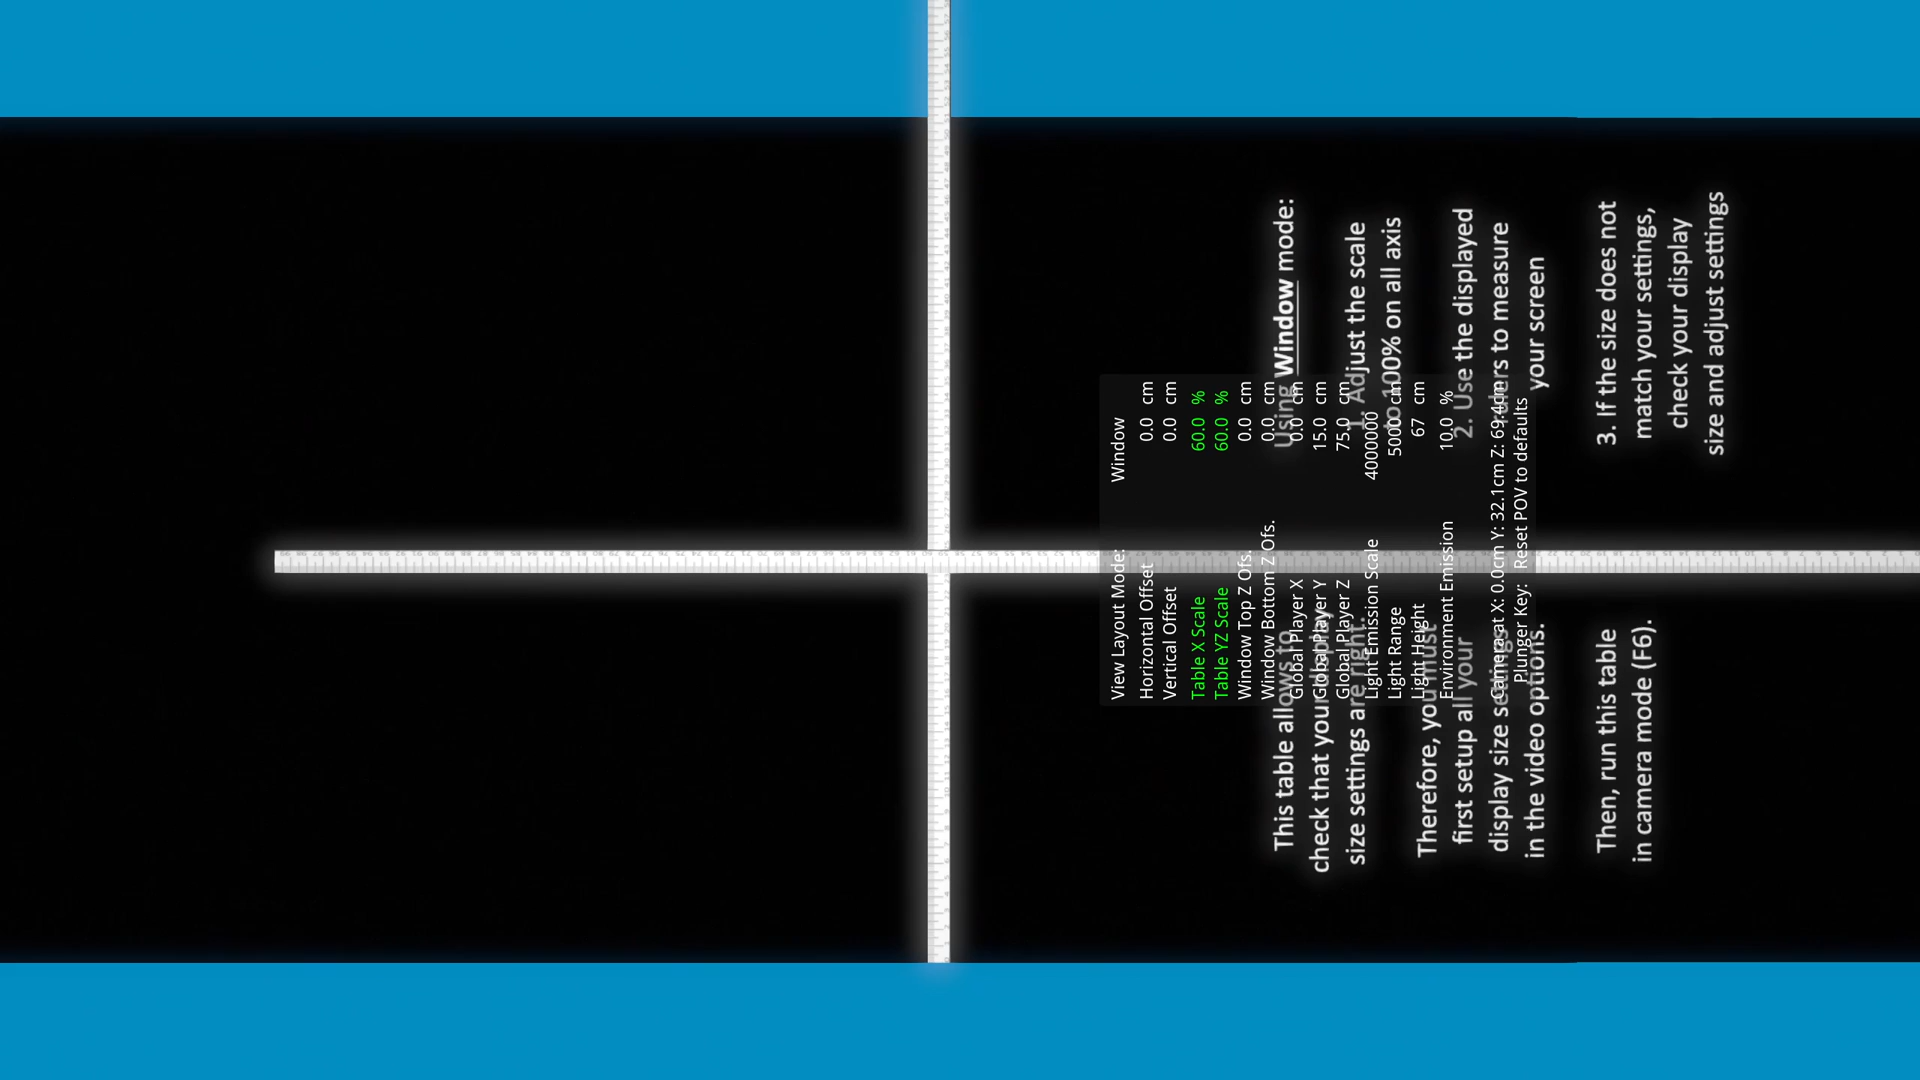 View Layout Mode: Window
Horizontal Offset 0.0 cm
Vertical Offset 0.0 cm
Table X Scale 60.0 %
Table YZ Scale 60.0 %
Window Top Z Ofs. 0.0 cm
Window Bottom Z Ofs. 0.0 cm
Global Player X 0.0 cm
Global Player Y 15.0 cm
Global Player Z 75.0 cm
Light Emission Scale 4000000
Light Range 5000 cm
Light Height 67 cm
Environment Emission 10.0 %
Camera at X: 0.0cm Y: 32.1cm Z: 69.4cm
Plunger Key: Reset POV to defaults
This table allows to
check that your display
size settings are right.
Therefore, you must
first setup all your
display size settings
in the video options.
Then, run this table
in camera mode (F6).
Using Window mode:
1. Adjust the scale
to 100% on all axis
2. Use the displayed
rulers to measure
your screen
3. If the size does not
match your settings,
check your display
size and adjust settings